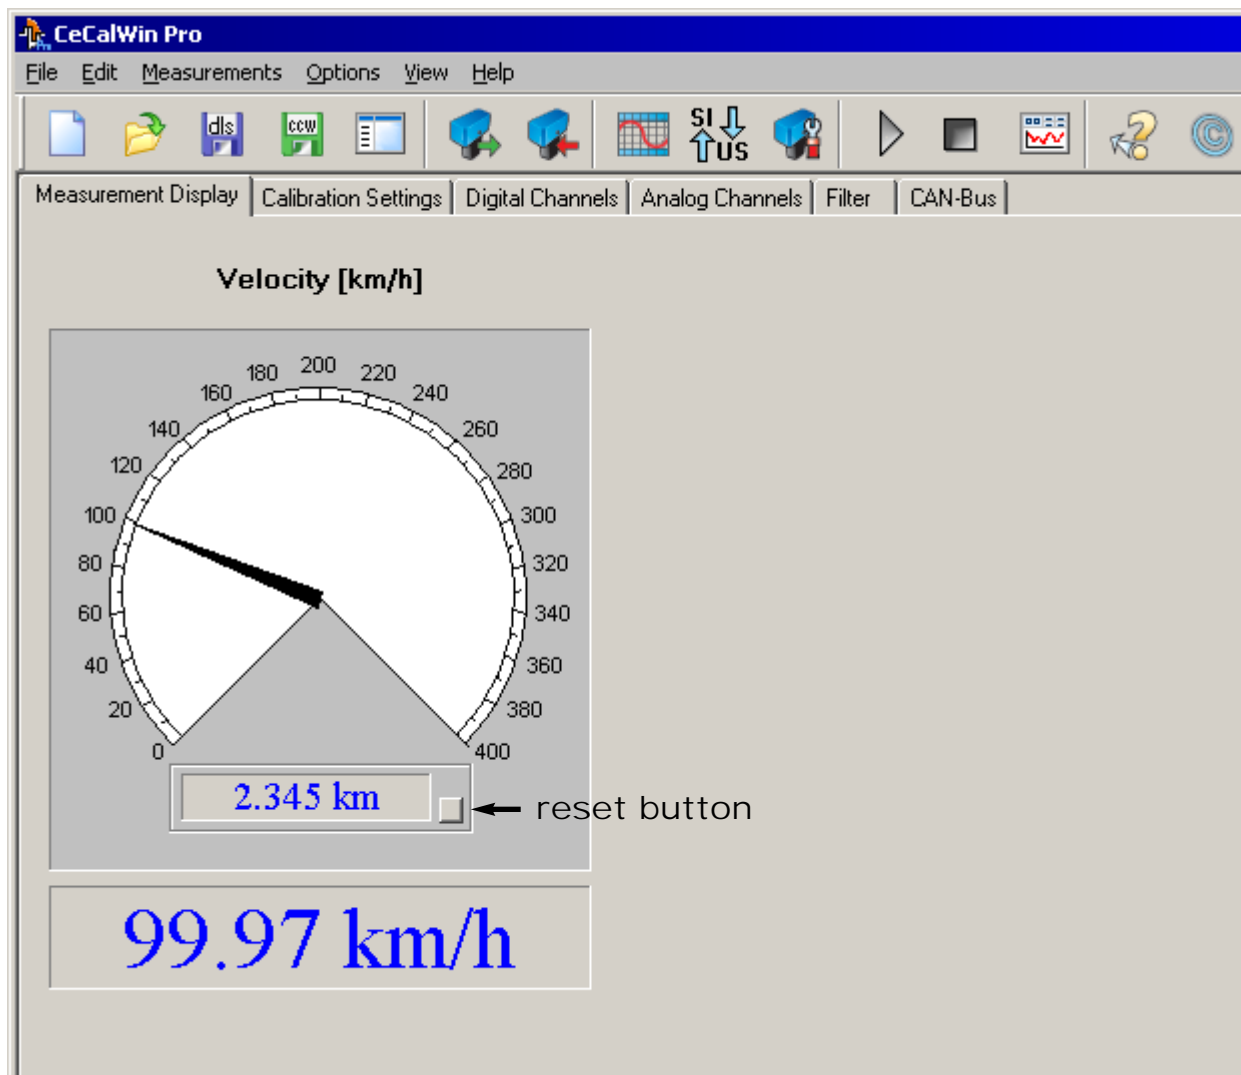 CeCalWin Pro
File Edit Measurements Options View Help
dls ccw SI US ?  ©
Measurement Display Calibration Settings Digital Channels Analog Channels Filter CAN-Bus
Velocity [km/h]
200
180 220
160 240
140 260
120 280
100 300
80 320
60 340
40 360
20 380
0 400
2.345 km reset button
99.97 km/h